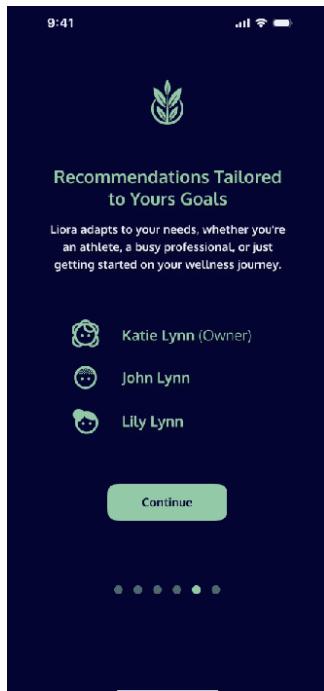 9:41
Recommendations Tailored
to Yours Goals
Liora adapts to your needs, whether you're
an athlete, a busy professional, or just
getting started on your wellness journey.
Katie Lynn (Owner)
John Lynn
Lily Lynn
Continue